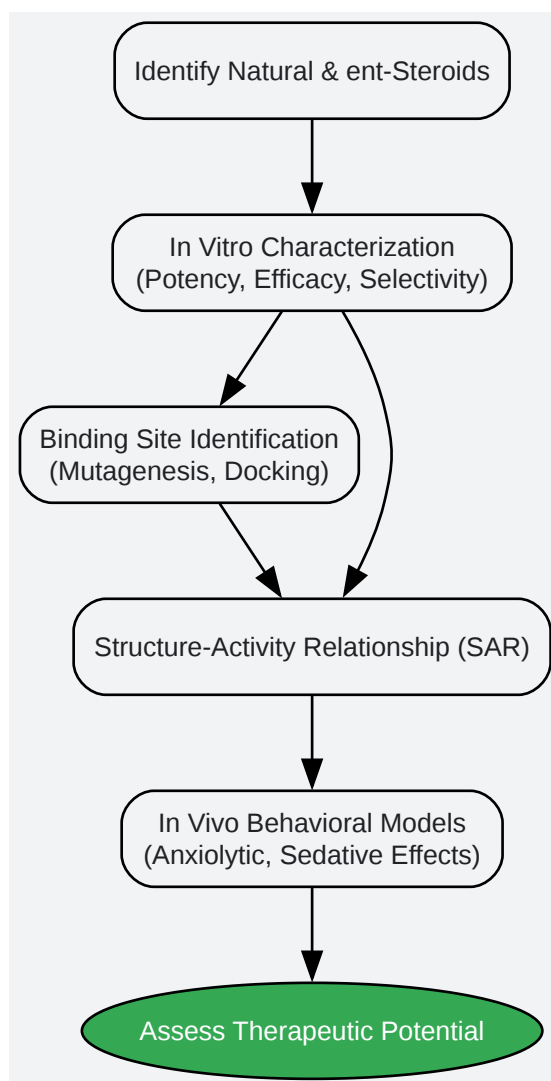 Identify Natural & ent-Steroids
In Vitro Characterization
(Potency, Efficacy, Selectivity)
Binding Site Identification
(Mutagenesis, Docking)
Structure-Activity Relationship (SAR)
In Vivo Behavioral Models
(Anxiolytic, Sedative Effects)
Assess Therapeutic Potential